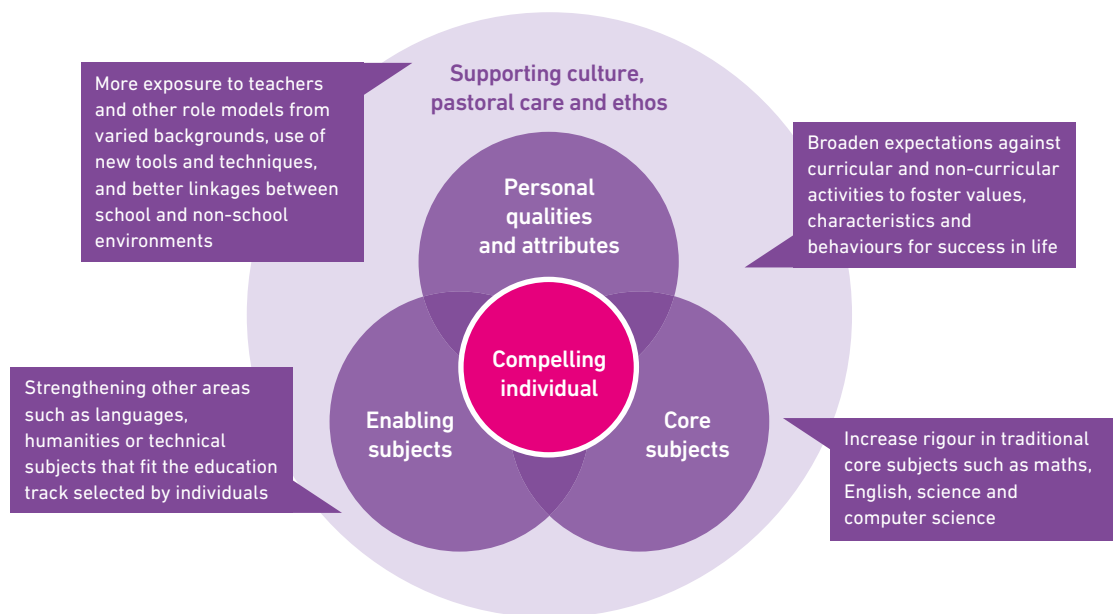 Supporting culture,
pastoral care and ethos
More exposure to teachers
and other role models from
varied backgrounds, use of
new tools and techniques,
and better linkages between
school and non-school
environments
Broaden expectations against
curricular and non-curricular
activities to foster values,
characteristics and
behaviours for success in life
Personal
qualities
and attributes
Compelling
individual
Enabling
subjects
Core
subjects
Strengthening other areas
such as languages,
humanities or technical
subjects that fit the education
track selected by individuals
Increase rigour in traditional
core subjects such as maths,
English, science and
computer science